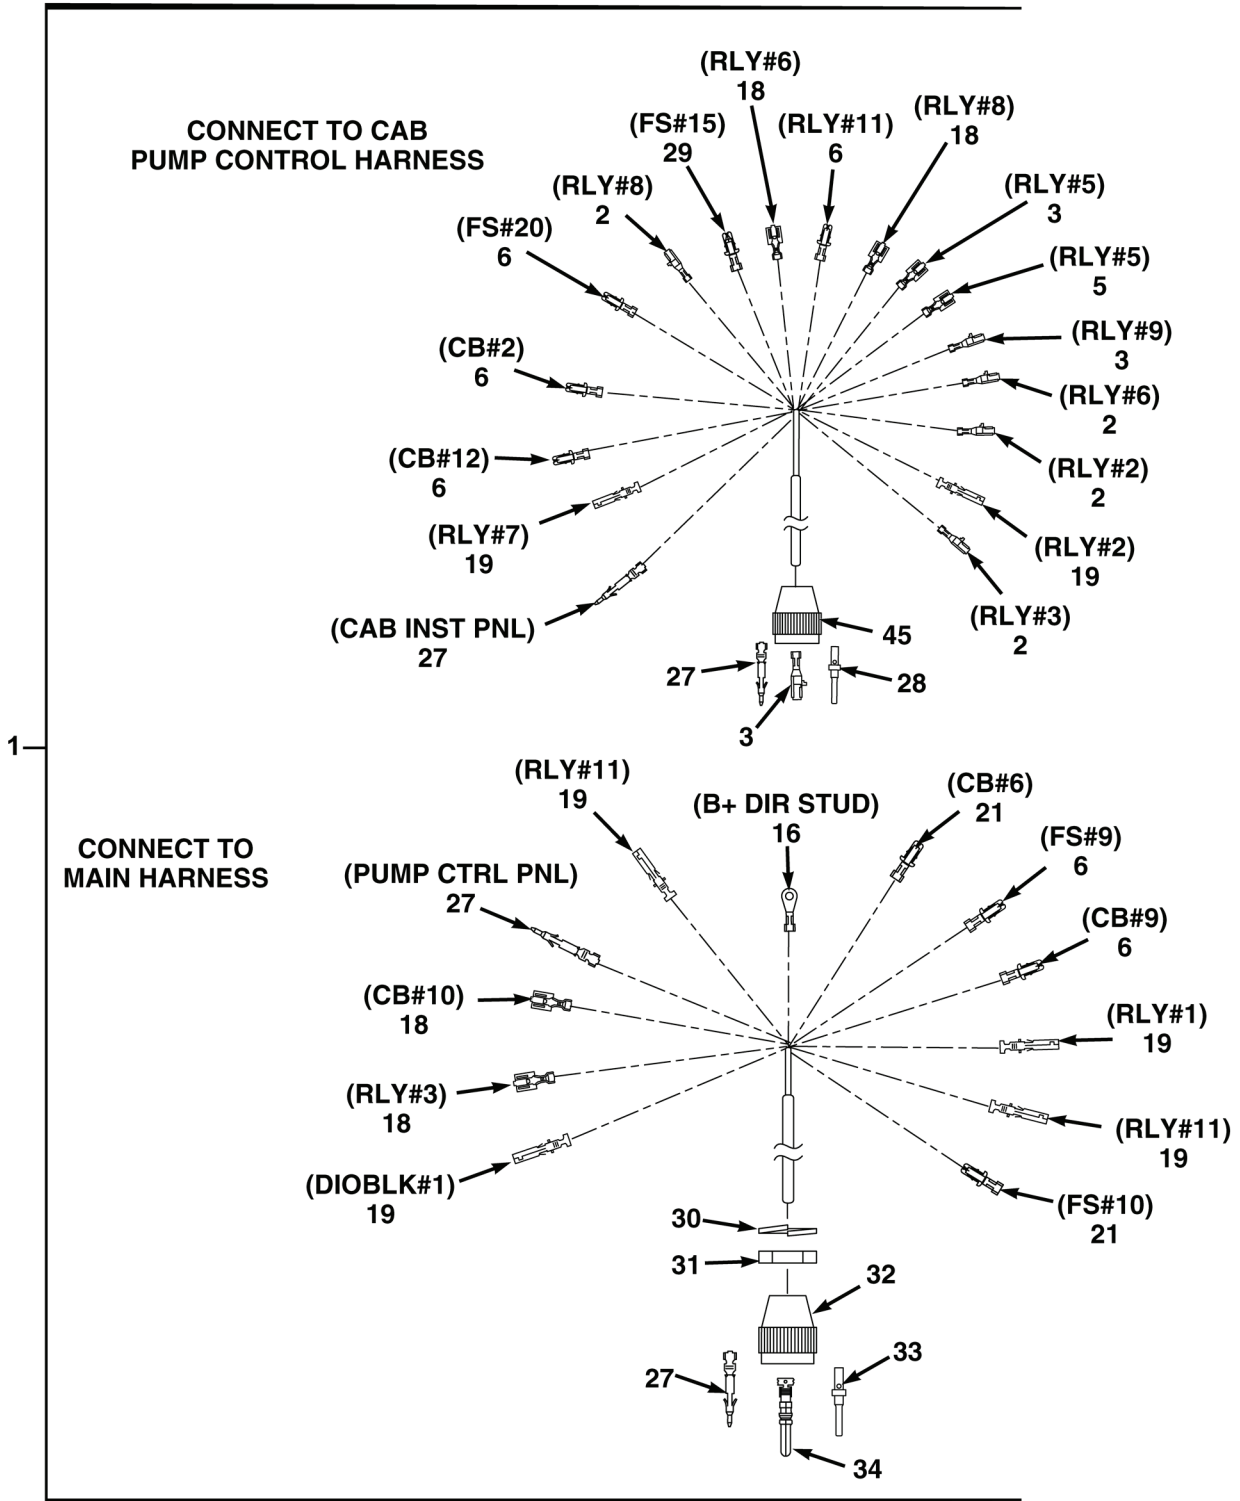 (RLY#6)
18
(RLY#8)
18
(FS#15)
29
(RLY#11)
6
CONNECT TO CAB
PUMP CONTROL HARNESS
(RLY#8)
2
(RLY#5)
3
(FS#20)
6
(RLY#5)
5
(RLY#9)
3
(CB#2)
6
(RLY#6)
2
(CB#12)
6
(RLY#2)
2
(RLY#7)
19
(RLY#2)
19
(CAB INST PNL)
27
(RLY#3)
2
45
27
28
3
1
(RLY#11)
19
(B+ DIR STUD)
16
(CB#6)
21
CONNECT TO
MAIN HARNESS
(FS#9)
6
(PUMP CTRL PNL)
27
(CB#9)
6
(CB#10)
18
(RLY#1)
19
(RLY#3)
18
(RLY#11)
19
(DIOBLK#1)
19
(FS#10)
21
30
31
32
33
27
34